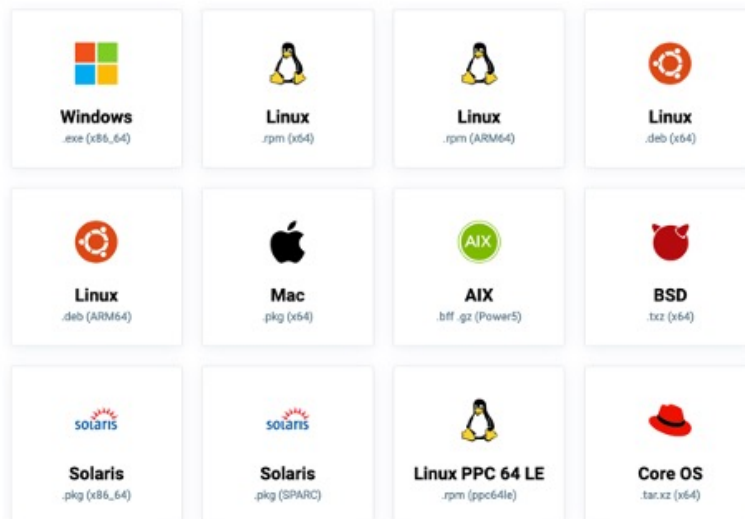 Windows
.exe (x86_64)
Linux
.rpm (x64)
Linux
.rpm (ARM64)
Linux
.deb (x64)
Linux
.deb (ARM64)
Mac
.pkg (x64)
AIX
AIX
.bff .gz (Power5)
BSD
.txz (x64)
solaris
Solaris
.pkg (x86_64)
solaris
Solaris
.pkg (SPARC)
Linux PPC 64 LE
.rpm (ppc64le)
Core OS
.tar.xz (x64)